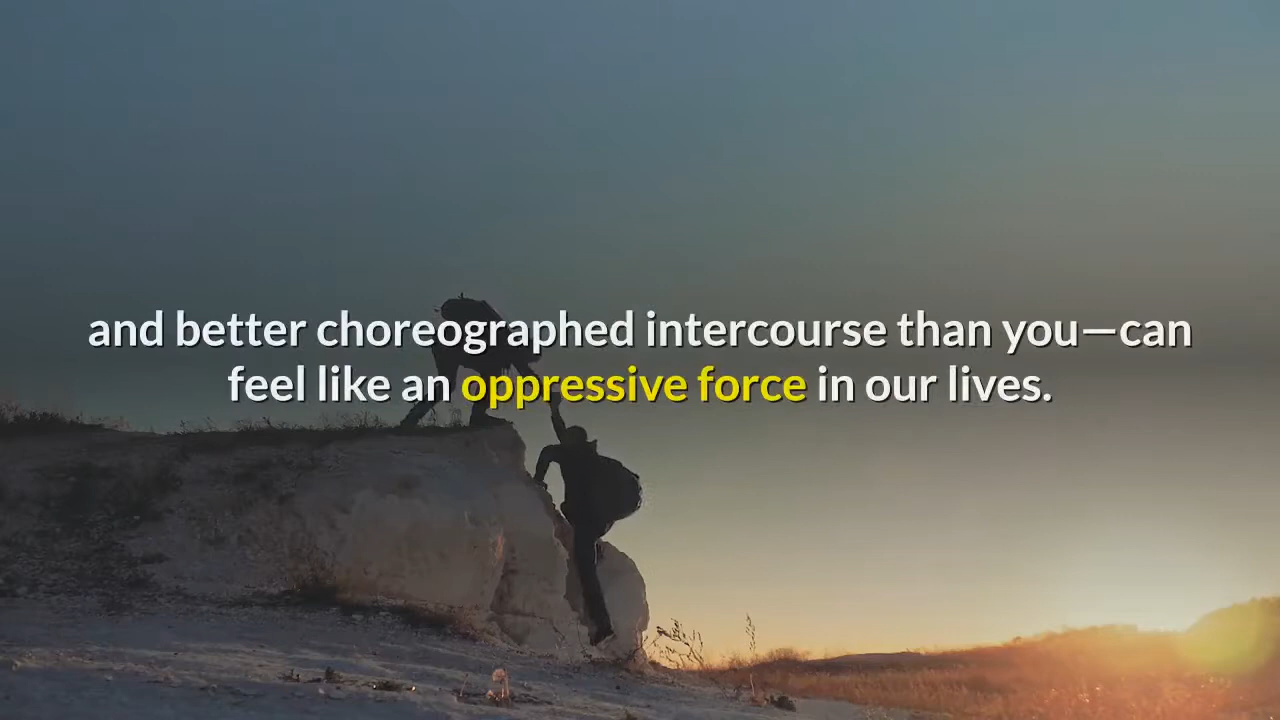 and better choreographed intercourse than you—can
feel like an oppressive force in our lives.